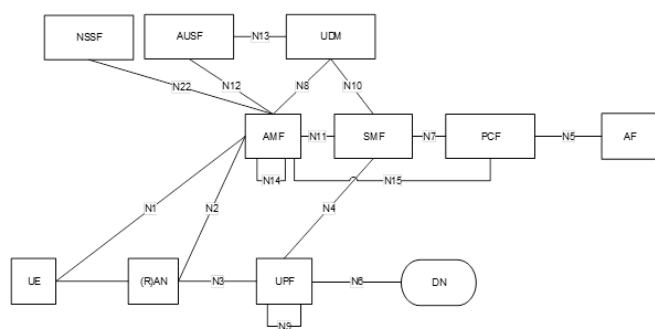 NSSF
AUSF
N13
UDM
N22
N12
N8
N10
AMF
N11
SMF
N7
PCF
N5
AF
N14
N15
N1
N2
N4
UE
(R)AN
N3
UPF
N6
DN
N9